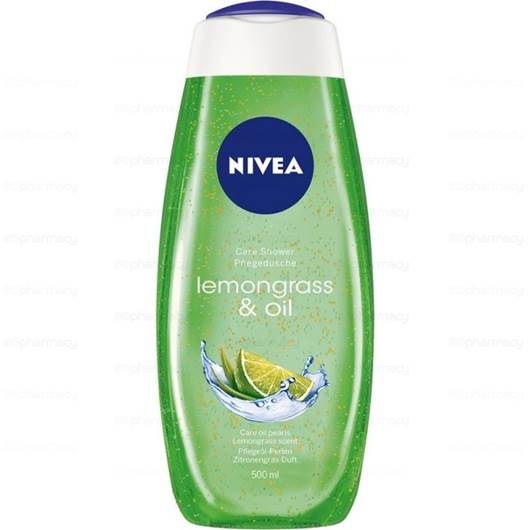 NIVEA
Care Shower
Pflegedusche
lemongrass
& oil
Care oil pearls
Lemongrass scent
Pflegeöl-Perlen
Zitronengras-Duft
500 ml